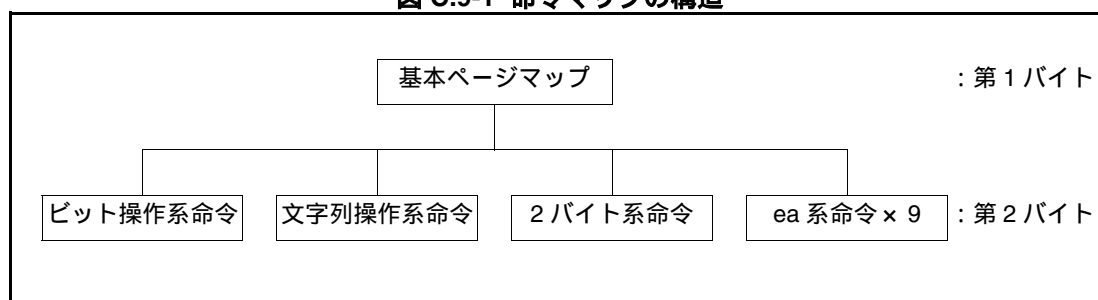 基本ページマップ
：第1バイト
ビット操作系命令
文字列操作系命令
2バイト系命令
ea 系命令× 9
：第2バイト